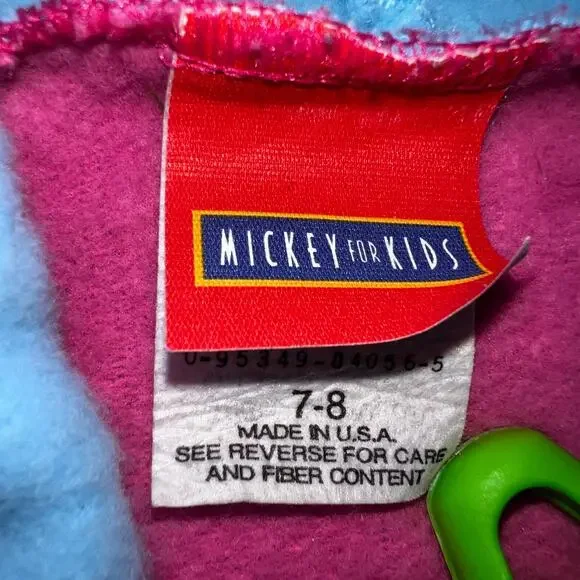 MICKEY FOR KIDS
0-95349-04056-5
7-8
MADE IN U.S.A.
SEE REVERSE FOR CARE
AND FIBER CONTENT